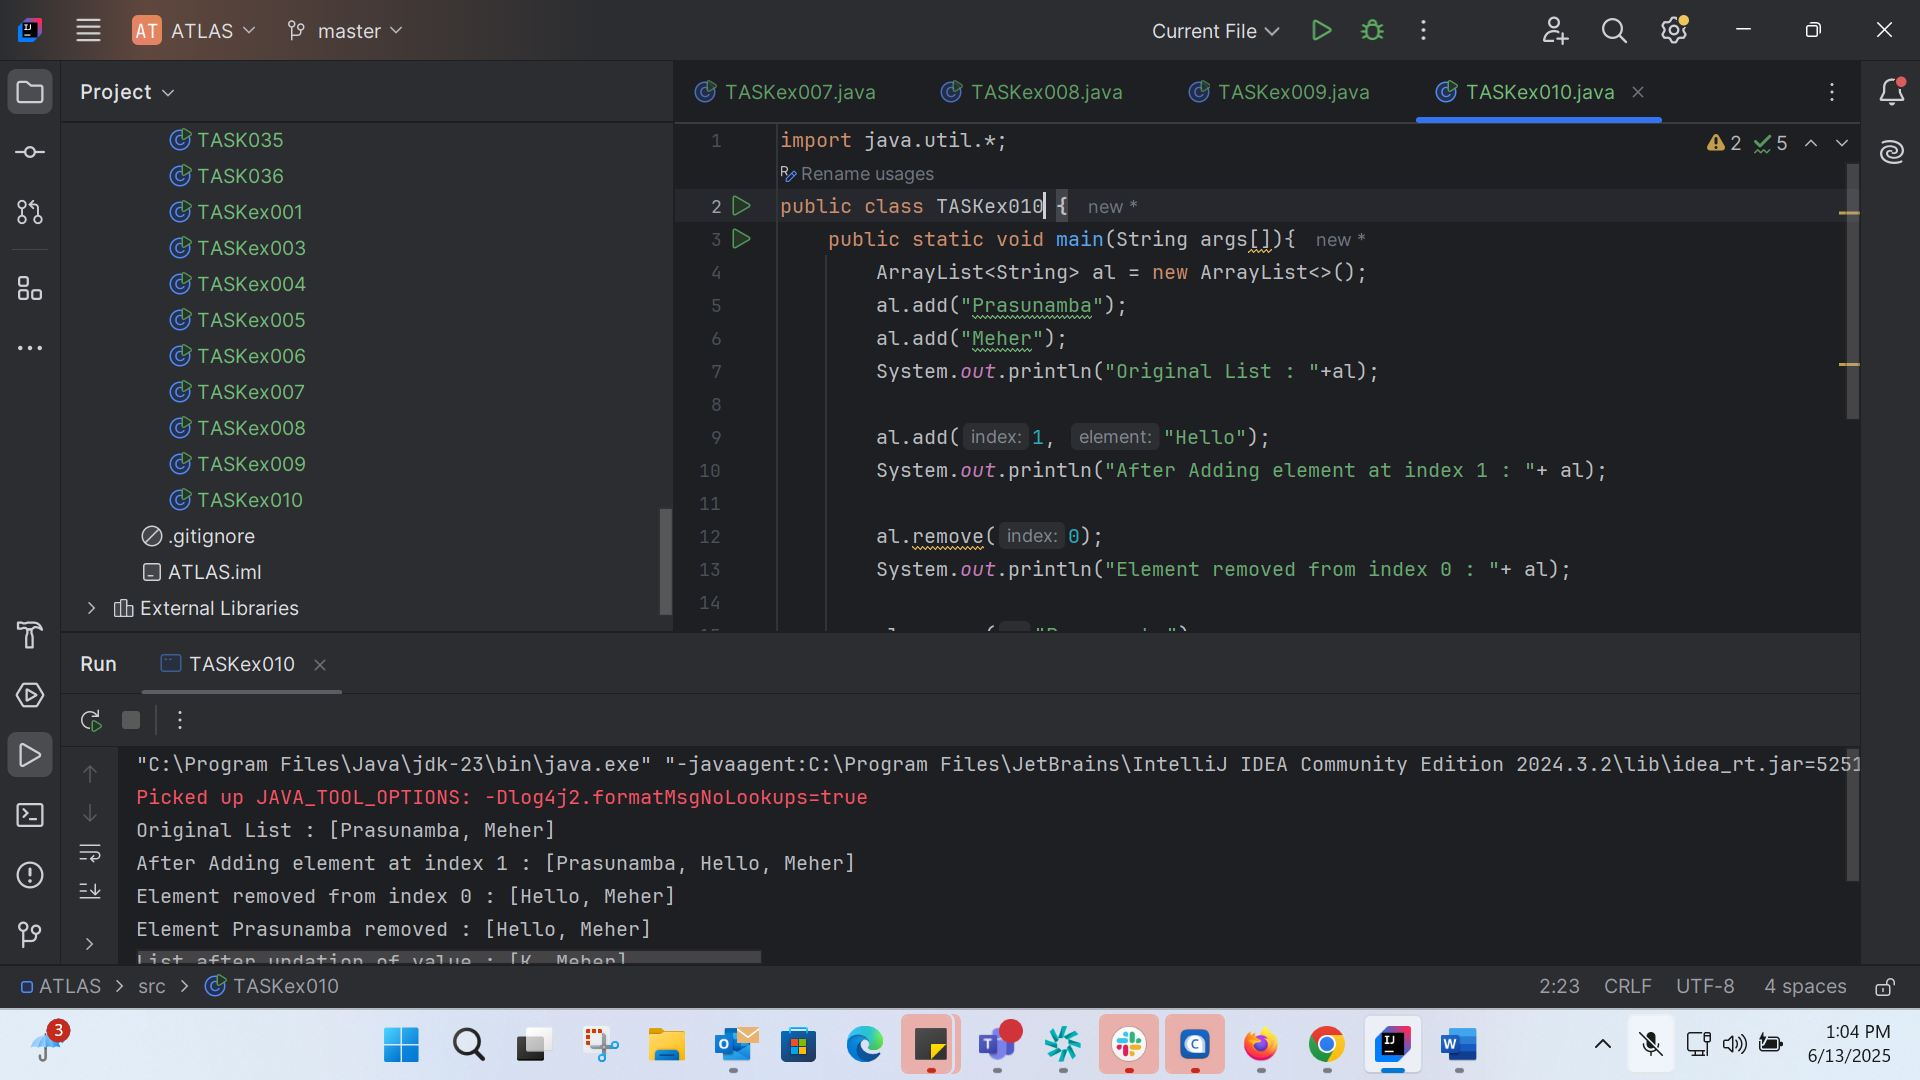 AT ATLAS master Current File
Project
TASKex007.java TASKex008.java TASKex009.java TASKex010.java
TASK035
TASK036
TASKex001
TASKex003
TASKex004
TASKex005
TASKex006
TASKex007
TASKex008
TASKex009
TASKex010
.gitignore
ATLAS.iml
External Libraries
2 5
1 import java.util.*;
Rename usages
2 public class TASKex010 { new *
3 public static void main(String args[]){ new *
4 ArrayList<String> al = new ArrayList<>();
5 al.add("Prasunamba");
6 al.add("Meher");
7 System.out.println("Original List : "+al);
8
9 al.add( index: 1, element: "Hello");
10 System.out.println("After Adding element at index 1 : "+ al);
11
12 al.remove( index: 0);
13 System.out.println("Element removed from index 0 : "+ al);
14
Run TASKex010
"C:\Program Files\Java\jdk-23\bin\java.exe" "-javaagent:C:\Program Files\JetBrains\IntelliJ IDEA Community Edition 2024.3.2\lib\idea_rt.jar=5251
Picked up JAVA_TOOL_OPTIONS: -Dlog4j2.formatMsgNoLookups=true
Original List : [Prasunamba, Meher]
After Adding element at index 1 : [Prasunamba, Hello, Meher]
Element removed from index 0 : [Hello, Meher]
Element Prasunamba removed : [Hello, Meher]
List after updation of value : [K, Meher]
ATLAS > src > TASKex010 2:23 CRLF UTF-8 4 spaces
3
1:04 PM
6/13/2025